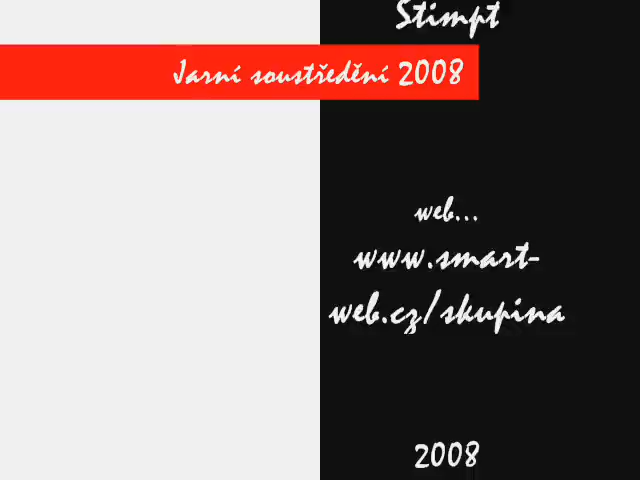 Stimpt
Jarní soustředění 2008
web...
www.smart-
web.cz/skupina
2008